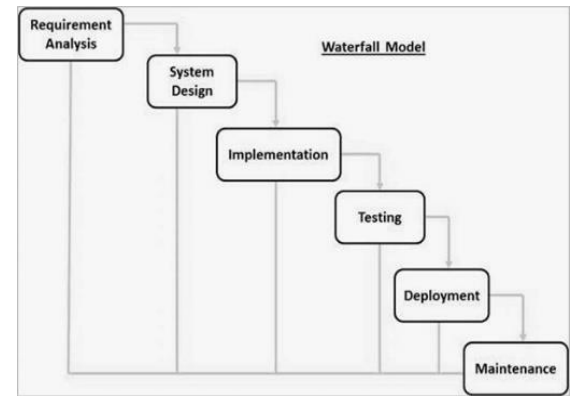 Requirement
Analysis
Waterfall Model
System
Design
Implementation
Testing
Deployment
Maintenance